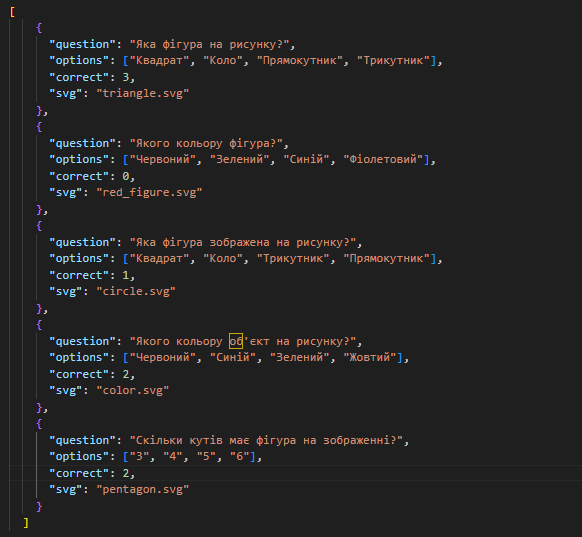 [
{
"question": "Яка фігура на рисунку?",
"options": ["Квадрат", "Коло", "Прямокутник", "Трикутник"],
"correct": 3,
"svg": "triangle.svg"
},
{
"question": "Якого кольору фігура?",
"options": ["Червоний", "Зелений", "Синій", "Фіолетовий"],
"correct": 0,
"svg": "red_figure.svg"
},
{
"question": "Яка фігура зображена на рисунку?",
"options": ["Квадрат", "Коло", "Трикутник", "Прямокутник"],
"correct": 1,
"svg": "circle.svg"
},
{
"question": "Якого кольору об'єкт на рисунку?",
"options": ["Червоний", "Синій", "Зелений", "Жовтий"],
"correct": 2,
"svg": "color.svg"
},
{
"question": "Скільки кутів має фігура на зображенні?",
"options": ["3", "4", "5", "6"],
"correct": 2,
"svg": "pentagon.svg"
}
]